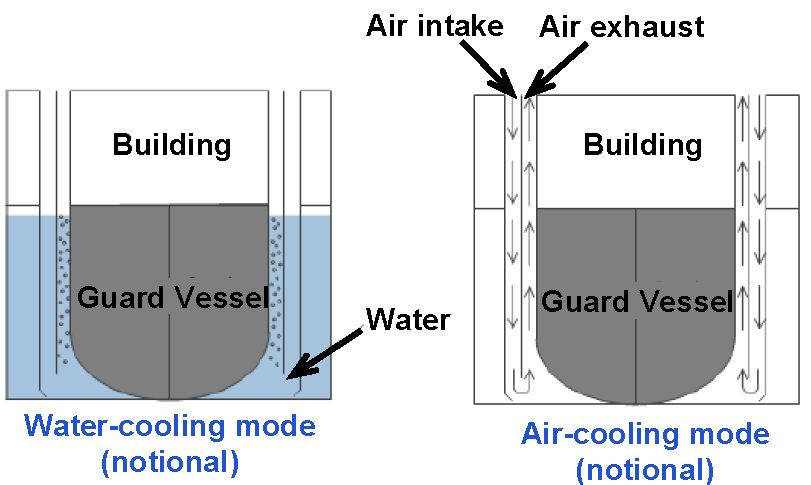 Air intake Air exhaust
Building
Building
Guard Vessel
Guard Vessel
Water
Water-cooling mode
(notional)
Air-cooling mode
(notional)